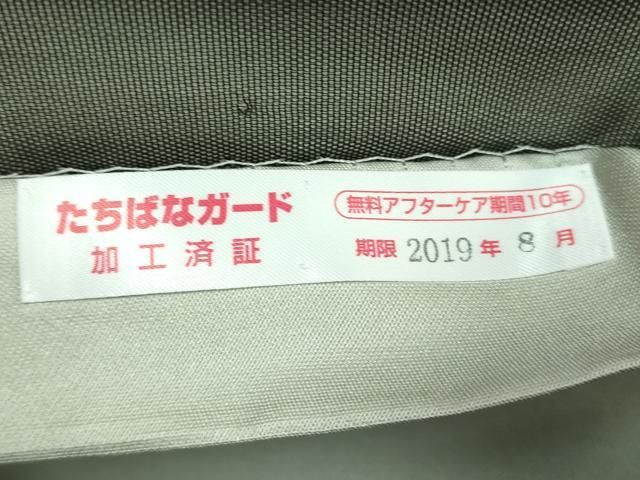 たちばなガード
加工済証
無料アフターケア期間10年
期限 2019 年 8 月